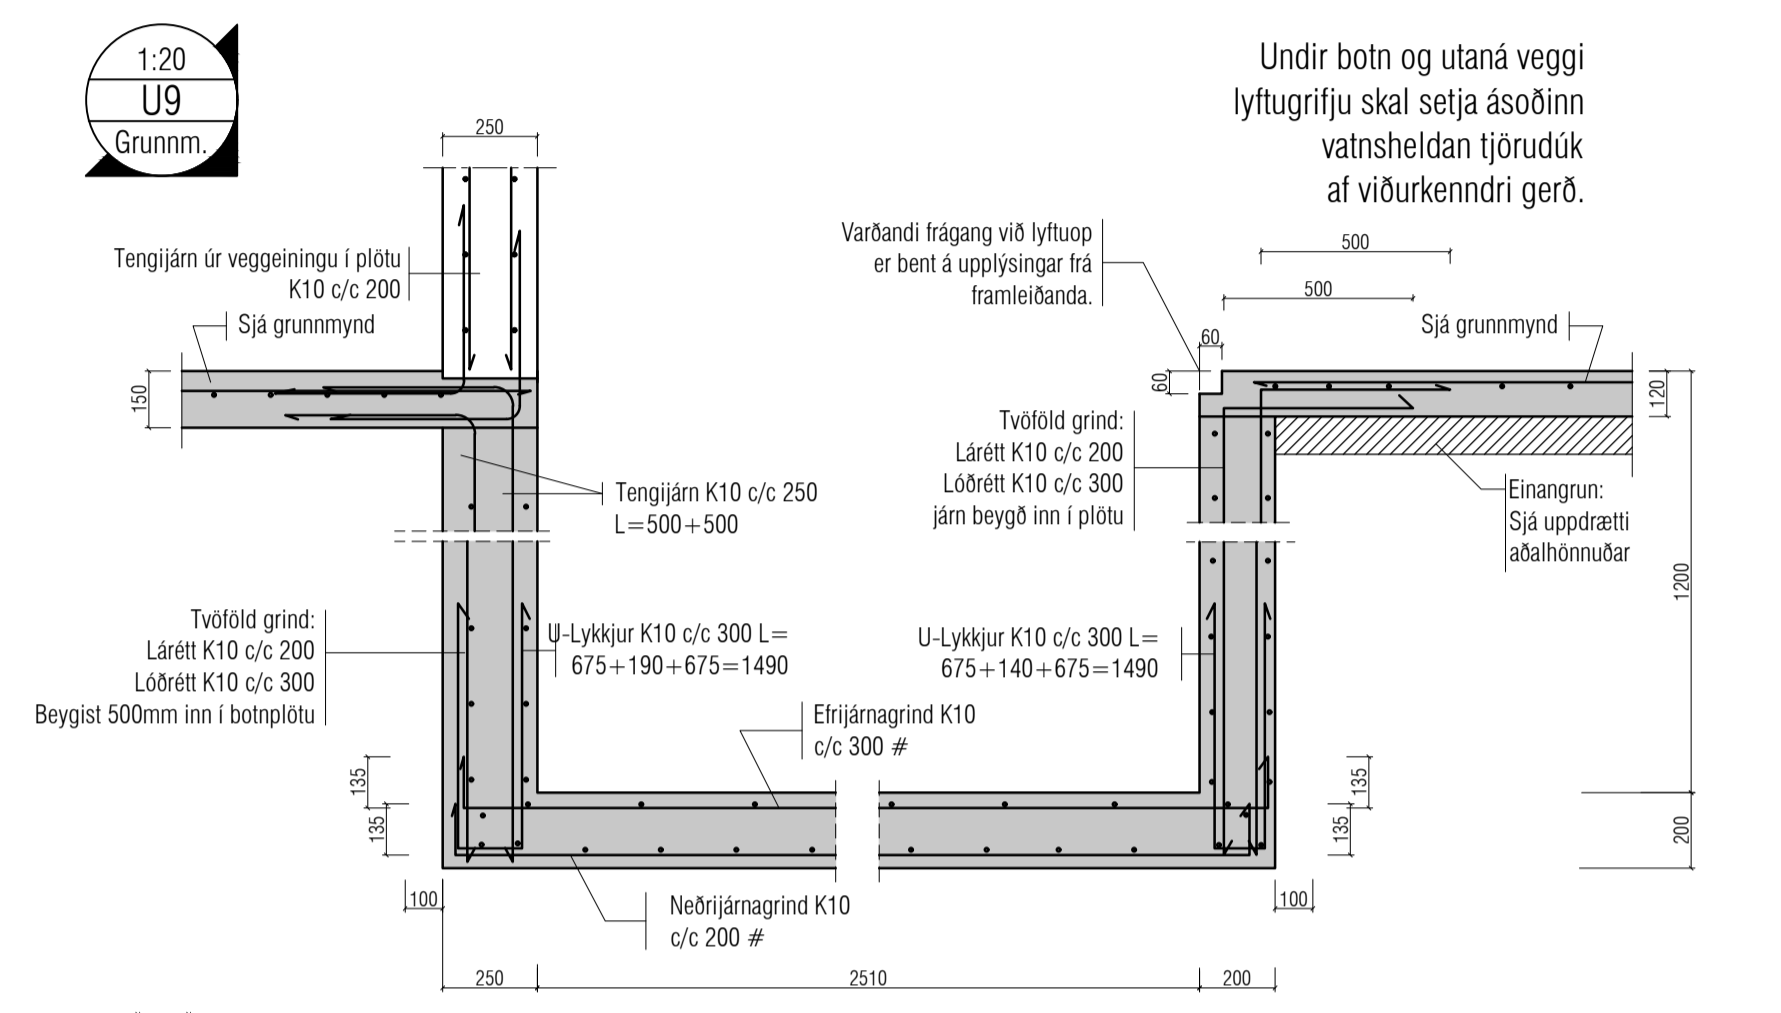 1:20
U9
Grunnm.
Undir botn og utaná veggi
lyftugrifju skal setja ásoðinn
vatnsheldan tjörudúk
af viðurkenndri gerð.
250
Tengijárn úr veggeiningu í plötu
K10 c/c 200
Sjá grunnmynd
150
Varðandi frágang við lyftuop
er bent á upplýsingar frá
framleiðanda.
500
500
60
60
Sjá grunnmynd
120
Tvöföld grind:
Lárétt K10 c/c 200
Lóðrétt K10 c/c 300
járn beygð inn í plötu
Tengijárn K10 c/c 250
L=500+500
Einangrun:
Sjá uppdrætti
aðalhönnuðar
1200
Tvöföld grind:
Lárétt K10 c/c 200
Lóðrétt K10 c/c 300
Beygist 500mm inn í botnplötu
U-Lykkjur K10 c/c 300 L=
675+190+675=1490
U-Lykkjur K10 c/c 300 L=
675+140+675=1490
Efrijárnagrind K10
c/c 300 #
135
135
135
135
200
100
100
Neðrijárnagrind K10
c/c 200 #
250
2510
200